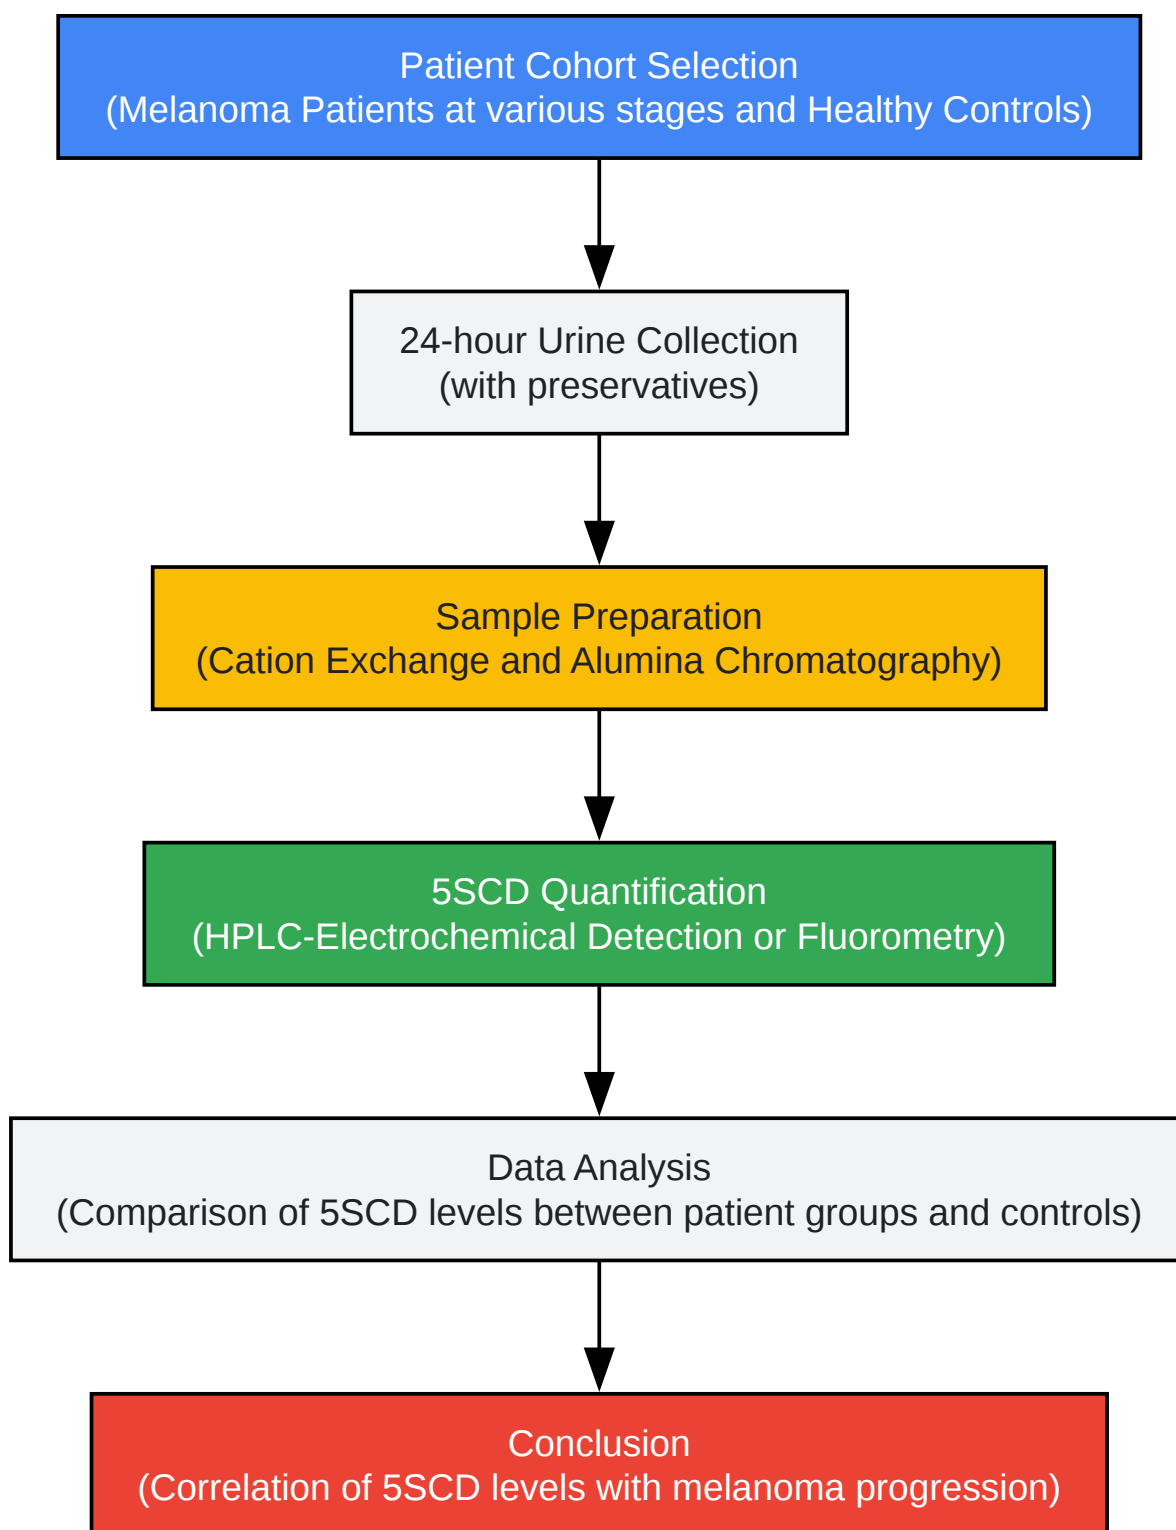 Patient Cohort Selection
(Melanoma Patients at various stages and Healthy Controls)
24-hour Urine Collection
(with preservatives)
Sample Preparation
(Cation Exchange and Alumina Chromatography)
5SCD Quantification
(HPLC-Electrochemical Detection or Fluorometry)
Data Analysis
(Comparison of 5SCD levels between patient groups and controls)
Conclusion
(Correlation of 5SCD levels with melanoma progression)